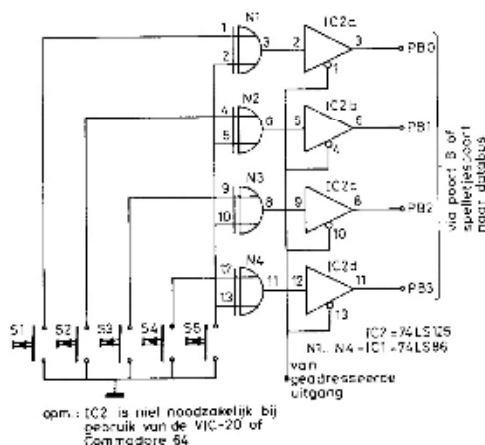 N1
IC2a
1
3
2
3
2
1
PB0
N2
IC2b
4
6
5
6
5
4
PB1
N3
IC2c
9
8
9
8
10
10
PB2
N4
IC2d
12
11
12
11
13
13
PB3
via poort B of
spelletjespoort
naar databus
S1
S2
S3
S4
S5
IC2=74LS125
N1...N4=IC1=74LS86
van
geadresseerde
uitgang
opm.: IC2 is niet noodzakelijk bij
gebruik van de VIC-20 of
Commodore 64